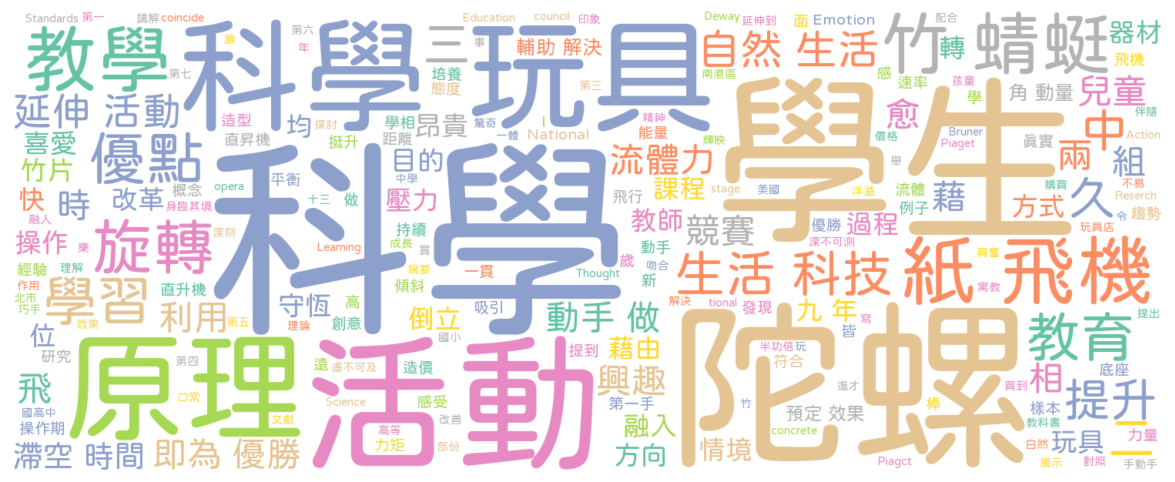 Standards 第一 講解 coincide
教學 科學 玩具
第六 年 臉
三 培養 態度
Education council 印象
事 輔助 解決
第三
Deway 延伸到 面 Emotion 配合
自然 生活 竹 蜻蜓 轉 器材 飛機
南港區 感 速率 孩童 學 角 動量 兒童 伴隨
第七
延伸 活動 造型 直昇機 均 探討
學相 距離 昂貴 驚奇 一體 I National
精神 能量 輝映 價格 愈 Bruner Piaget 舉 眞實 中 Action
喜愛 竹片 優點 挺升 目的 中學
流體力 學生 兩 組
課程 stage 美國 洋溢 流體 例子 藉 購買 不易 Reserch
快 時 改革 概念 身臨其境 opera 平衡 十三 做 壓力 飛行
科學
教師 競賽 優勝 過程 深不可測 方式 久 令 趨勢
融人 操作 樂 旋轉 深刻 Learning 持續 成長 賞
動手 歲 新 吻合 玩具店
經驗 理解 作用 直升機 摘要 傾斜 一貫 Thought
生活 科技 紙 飛機 興奮 寓教
北市 巧手 學習 效果 利用 第五 守恆 理論 高 創意 吸引 倒立
解決 tional 發現 九 年 寫 提出
位 研究 國小 動手 做
原理 活動 陀螺 教育
第四 遠 遙不可及 造價 提到 藉由 半功倍 玩 皆 符合
飛 口常 Science 感受 興趣 進才 相 底座
國高中 操作期 文獻 高等 力矩 改善 部份 第一手 融入 竹 預定 效果 棒 買到 樣本 提升
concrete 教科書 力量 一
滯空 時間 即為 優勝 方向 情境 Piagct 白然 玩具 揭示 對照 手動手